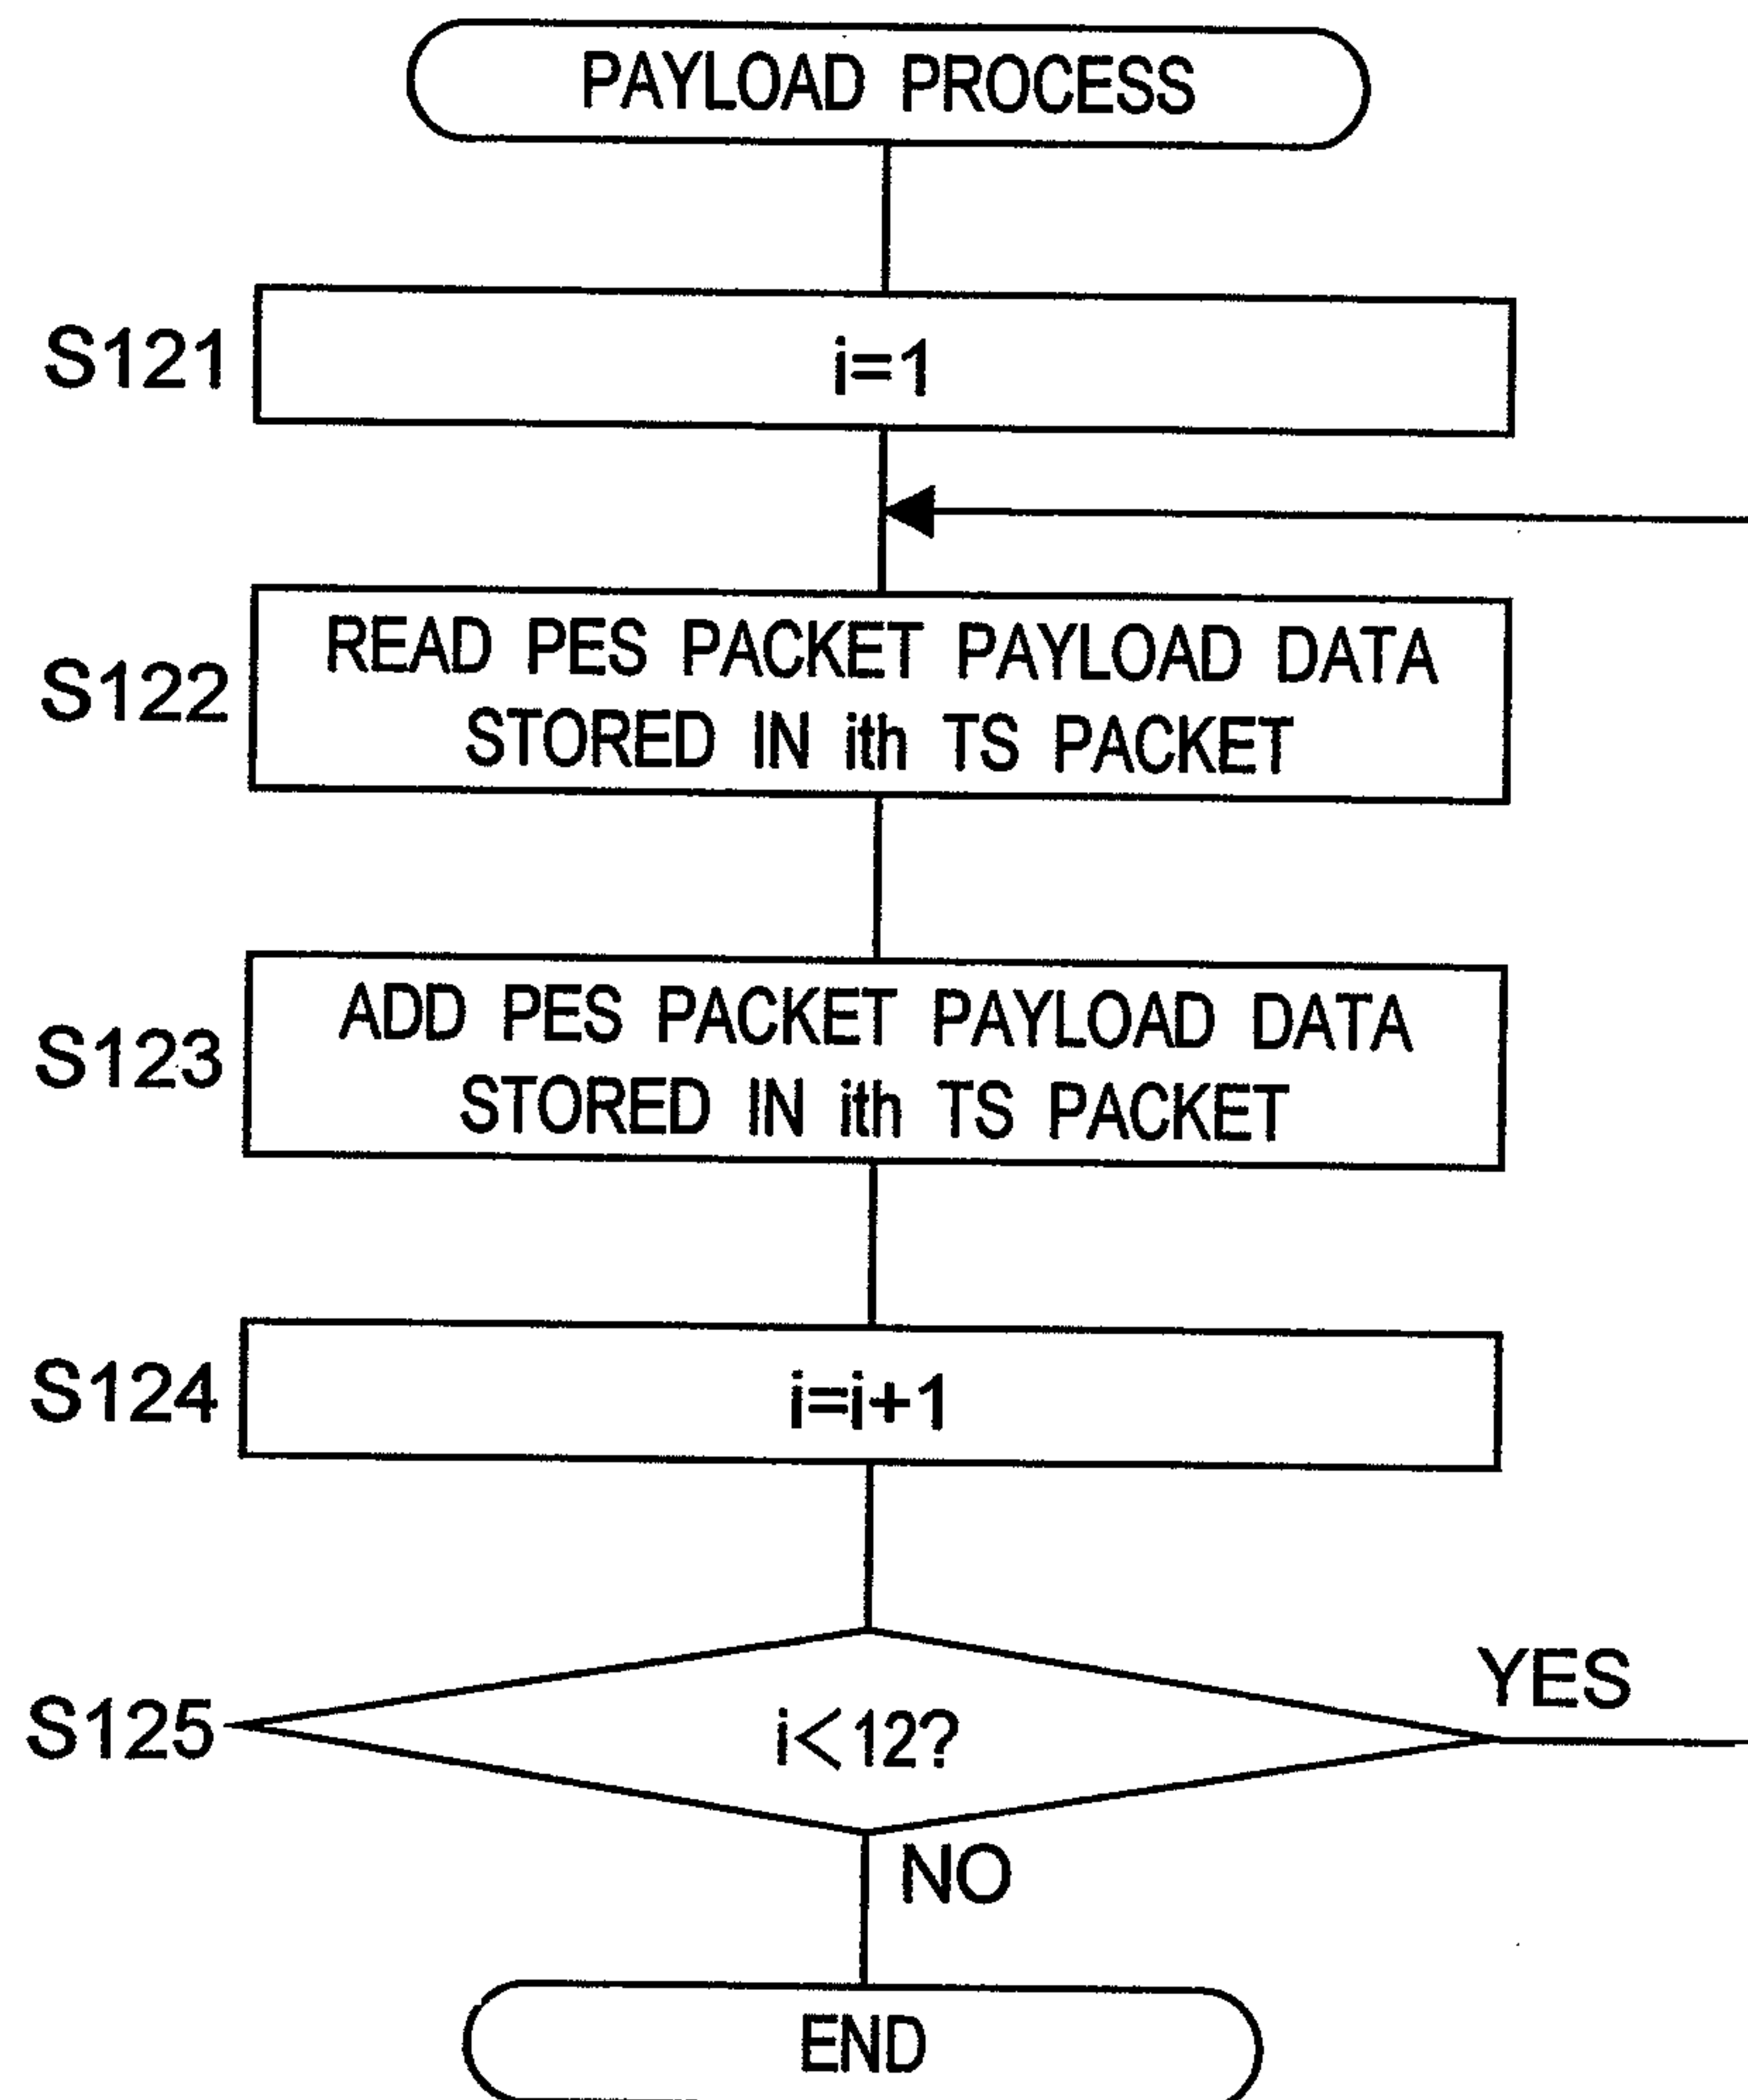 PAYLOAD PROCESS
S121
i=1
S122
READ PES PACKET PAYLOAD DATA
STORED IN ith TS PACKET
S123
ADD PES PACKET PAYLOAD DATA
STORED IN ith TS PACKET
S124
i=i+1
S125
i<12?
YES
NO
END